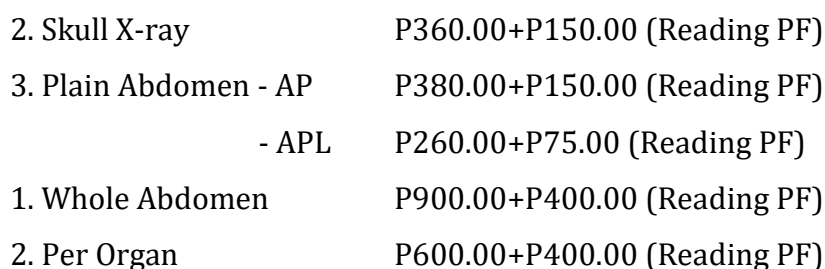 2. Skull X-ray P360.00+P150.00 (Reading PF)
3. Plain Abdomen - AP P380.00+P150.00 (Reading PF)
- APL P260.00+P75.00 (Reading PF)
1. Whole Abdomen P900.00+P400.00 (Reading PF)
2. Per Organ P600.00+P400.00 (Reading PF)